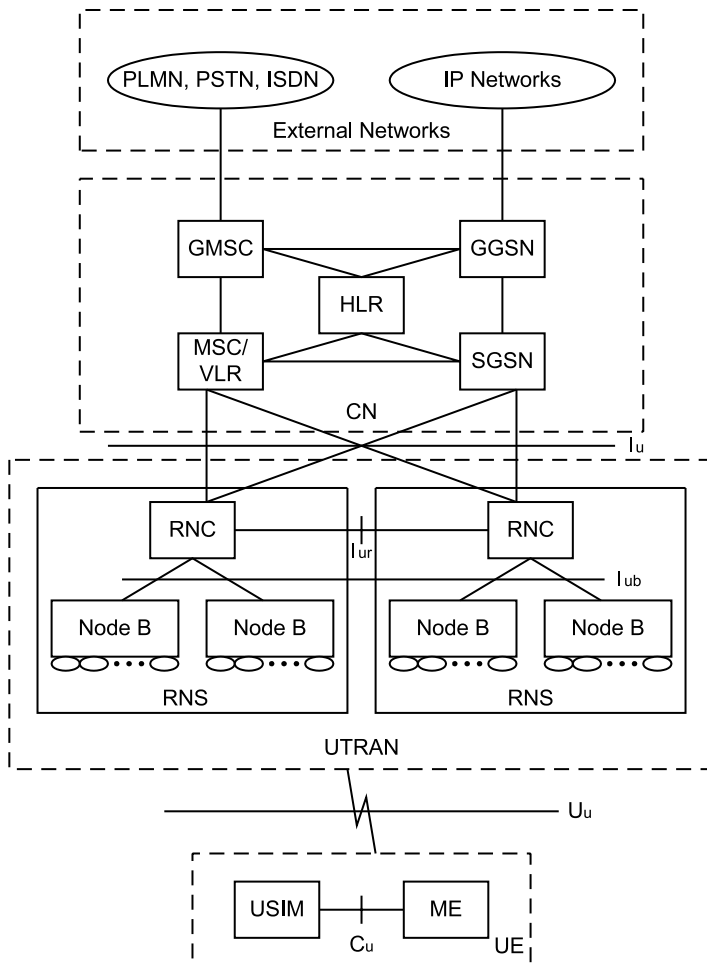 PLMN, PSTN, ISDN
IP Networks
External Networks
GMSC
GGSN
HLR
MSC/
VLR
SGSN
CN
Iu
RNC
RNC
Iur
Iub
Node B
Node B
Node B
Node B
RNS
RNS
UTRAN
Uu
USIM
ME
Cu
UE